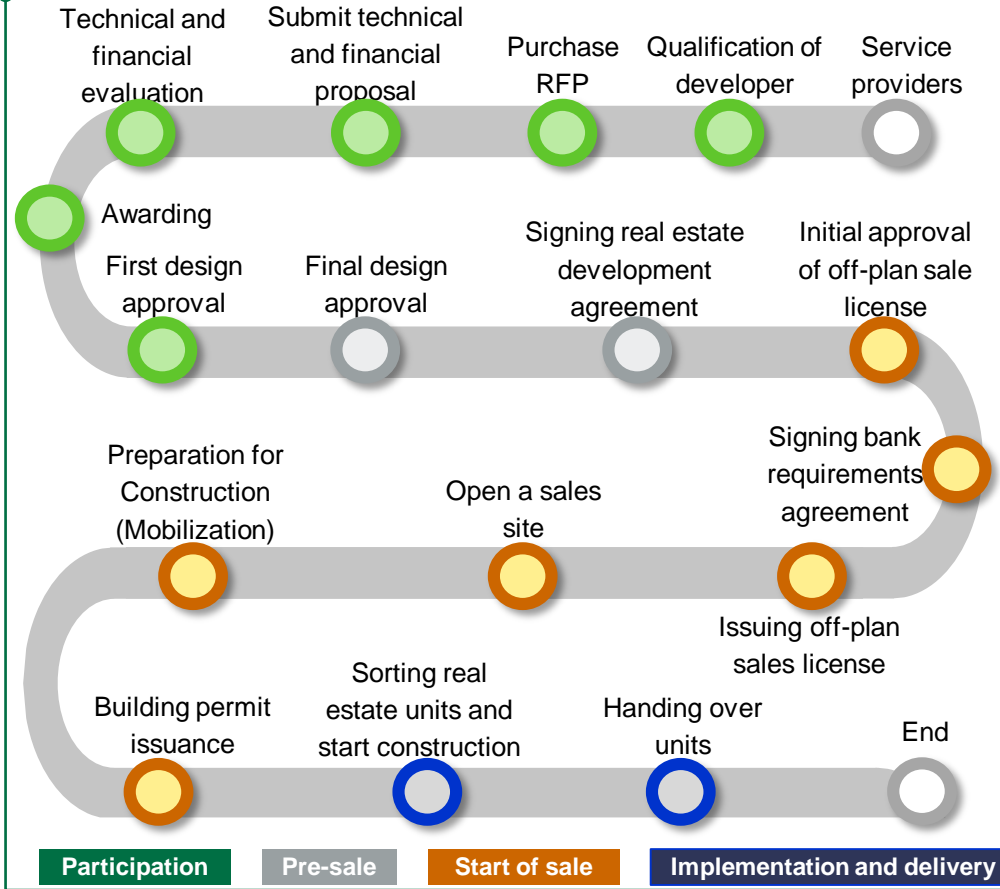 Technical and
financial
evaluation
Submit technical
and financial
proposal
Purchase
RFP
Qualification of
developer
Service
providers
Awarding
First design
approval
Final design
approval
Signing real estate
development
agreement
Initial approval
of off-plan sale
license
Preparation for
Construction
(Mobilization)
Open a sales
site
Signing bank
requirements
agreement
Issuing off-plan
sales license
Building permit
issuance
Sorting real
estate units and
start construction
Handing over
units
End
Participation
Pre-sale
Start of sale
Implementation and delivery